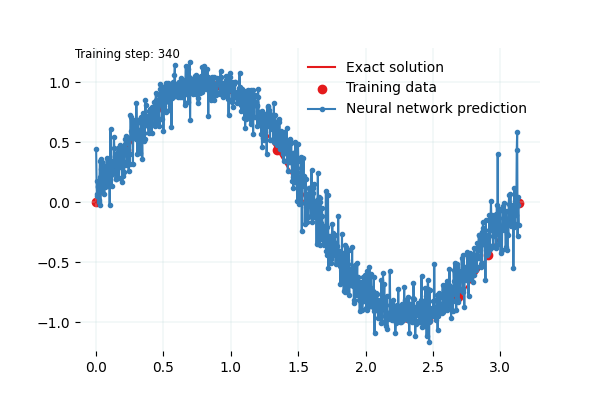 Training step: 340
Exact solution
Training data
Neural network prediction
1.0
0.5
0.0
−0.5
−1.0
0.0 0.5 1.0 1.5 2.0 2.5 3.0